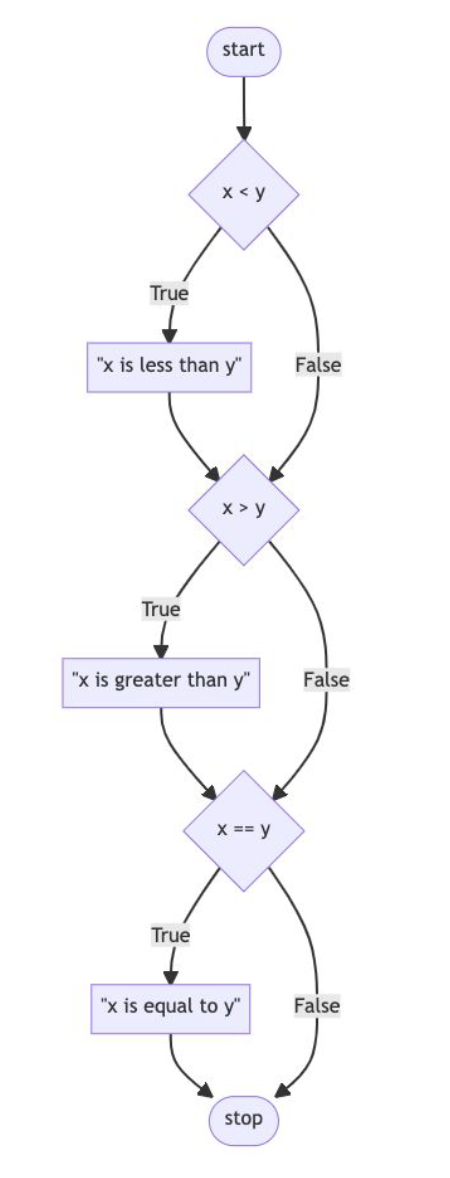 start
x < y
True
"x is less than y"
False
x > y
True
"x is greater than y"
False
x == y
True
"x is equal to y"
False
stop